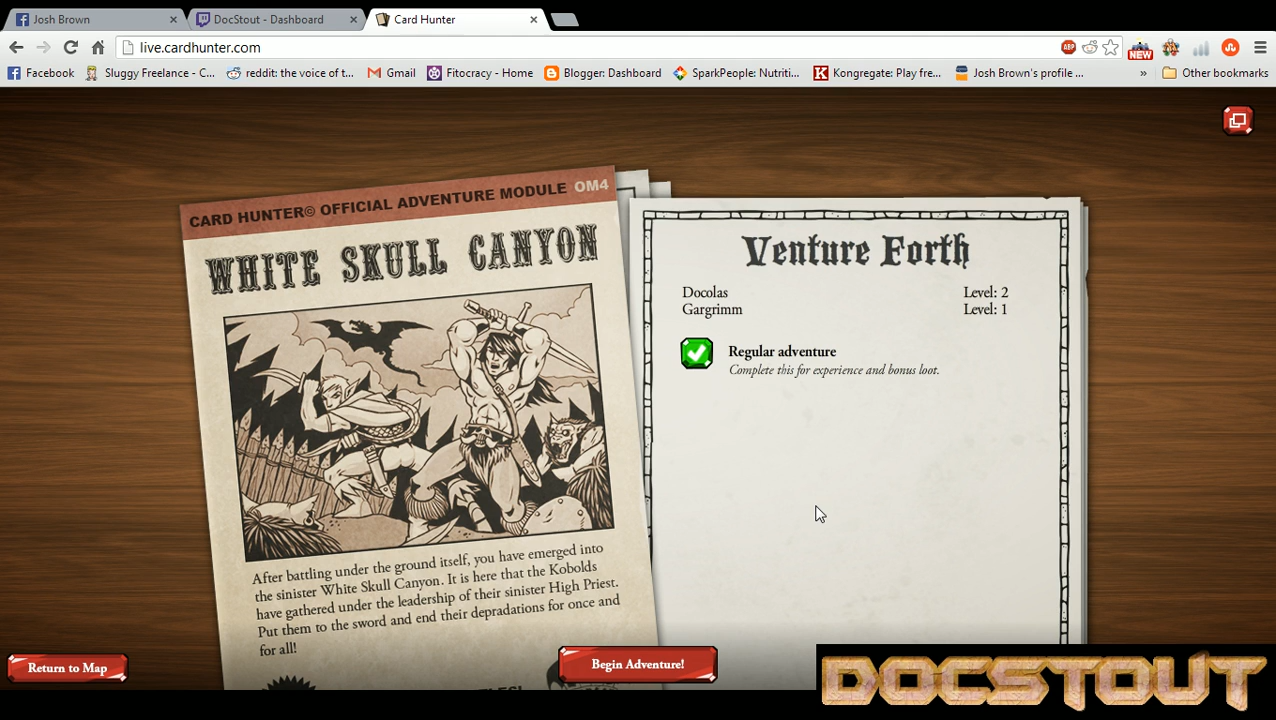 Josh Brown
DocStout - Dashboard
Card Hunter
live.cardhunter.com
ABP
NEW
Facebook
Sluggy Freelance - C...
reddit: the voice of t...
Gmail
Fitocracy - Home
Blogger: Dashboard
SparkPeople: Nutriti...
Kongregate: Play fre...
Josh Brown's profile ...
»
Other bookmarks
CARD HUNTER© OFFICIAL ADVENTURE MODULE OM4
WHITE SKULL CANYON
After battling under the ground itself, you have emerged into
the sinister White Skull Canyon. It is here that the Kobolds
have gathered under the leadership of their sinister High Priest.
Put them to the sword and end their depradations for once and
for all!
Venture Forth
Docolas Level: 2
Gargrimm Level: 1
Regular adventure
Complete this for experience and bonus loot.
Return to Map
Begin Adventure!
DOCSTOUT